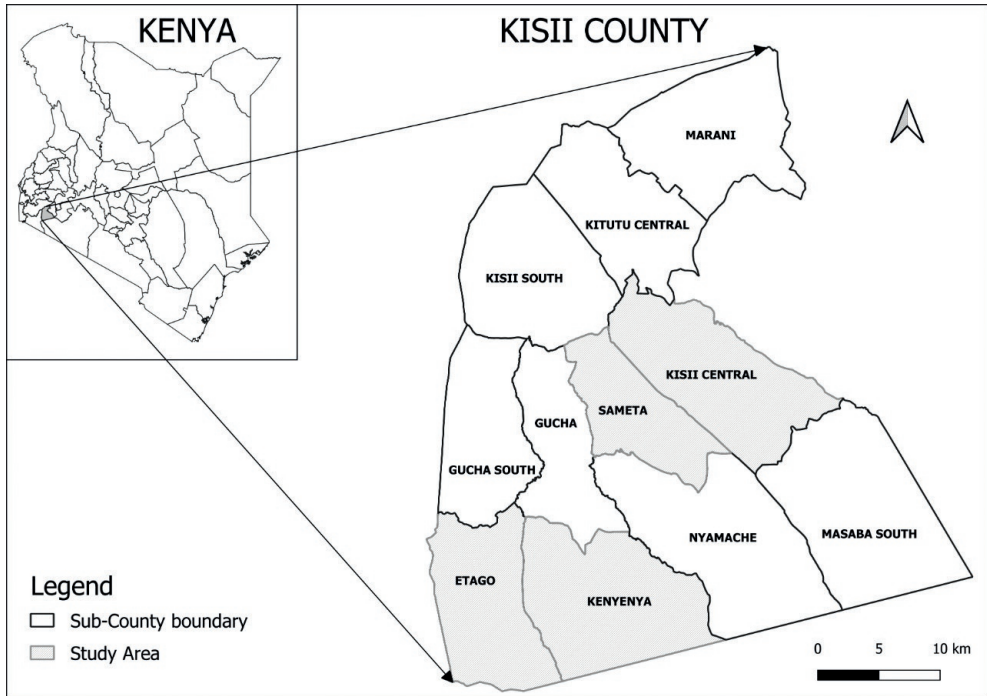 KENYA
KISII COUNTY
MARANI
KITUTU CENTRAL
KISII SOUTH
KISII CENTRAL
SAMETA
GUCHA
GUCHA SOUTH
NYAMACHE
MASABA SOUTH
ETAGO
KENYENYA
Legend
Sub-County boundary
Study Area
0 5 10 km